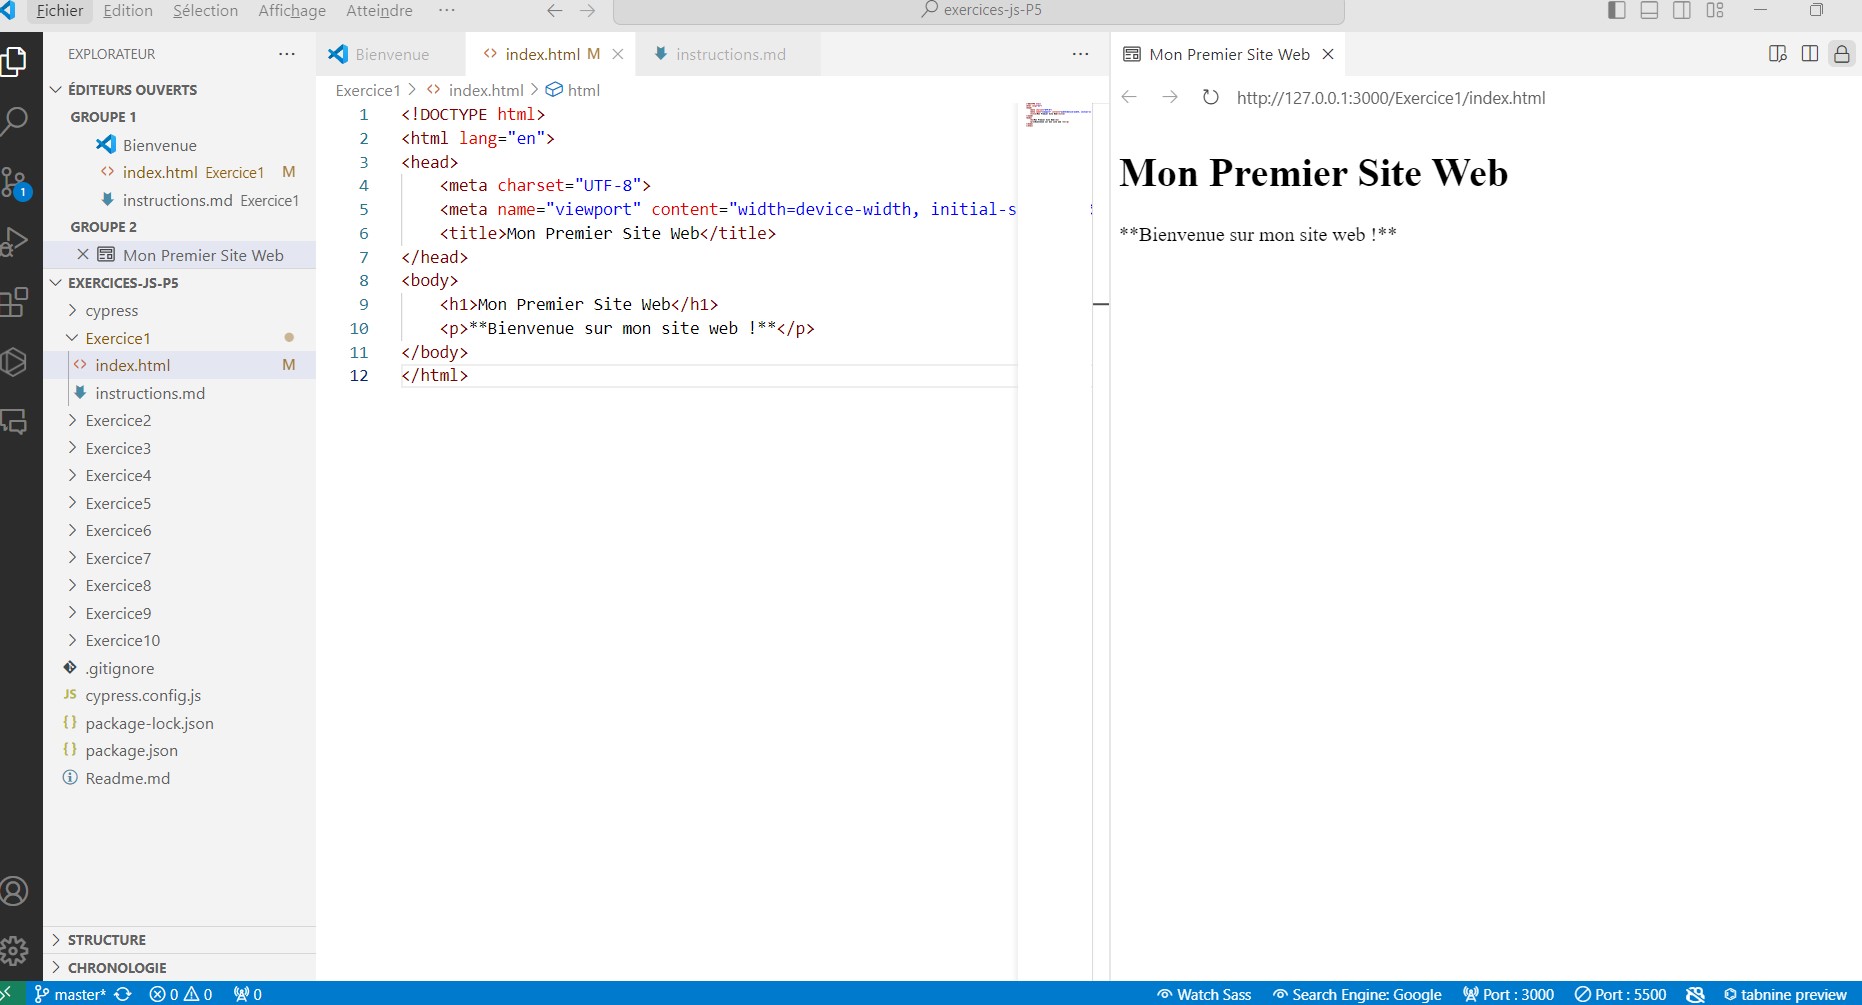 Fichier Edition Sélection Affichage Atteindre ··· exercices-js-P5
EXPLORATEUR ···
ÉDITEURS OUVERTS
GROUPE 1
Bienvenue
index.html Exercice1 M
instructions.md Exercice1
GROUPE 2
Mon Premier Site Web
EXERCICES-JS-P5
cypress
Exercice1
index.html M
instructions.md
Exercice2
Exercice3
Exercice4
Exercice5
Exercice6
Exercice7
Exercice8
Exercice9
Exercice10
.gitignore
JS cypress.config.js
{} package-lock.json
{} package.json
Readme.md
STRUCTURE
CHRONOLOGIE
Bienvenue <> index.html M instructions.md ···
Exercice1 > <> index.html > html
1 <!DOCTYPE html>
2 <html lang="en">
3 <head>
4 <meta charset="UTF-8">
5 <meta name="viewport" content="width=device-width, initial-s
6 <title>Mon Premier Site Web</title>
7 </head>
8 <body>
9 <h1>Mon Premier Site Web</h1>
10 <p>**Bienvenue sur mon site web !**</p>
11 </body>
12 </html>
Mon Premier Site Web
http://127.0.0.1:3000/Exercice1/index.html
Mon Premier Site Web
**Bienvenue sur mon site web !**
1
master* 0 0 0 Watch Sass Search Engine: Google Port : 3000 Port : 5500 tabnine preview